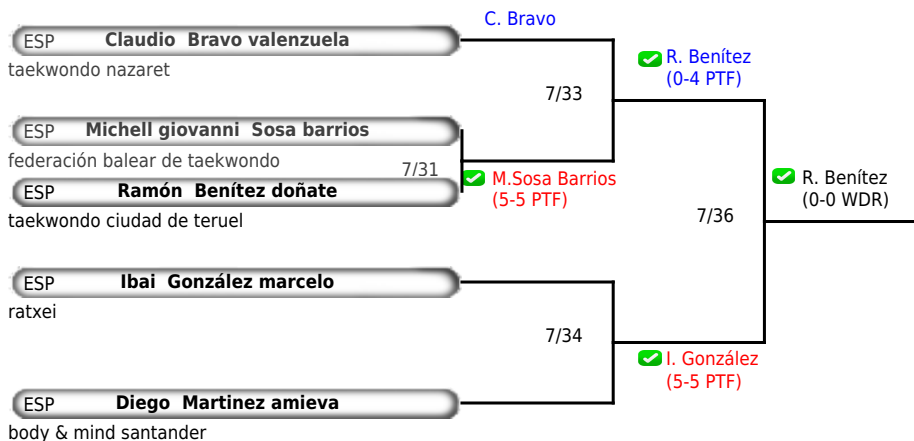 C. Bravo
ESP Claudio Bravo valenzuela
taekwondo nazaret
R. Benítez
(0-4 PTF)
7/33
ESP Michell giovanni Sosa barrios
federación balear de taekwondo
7/31
M.Sosa Barrios
(5-5 PTF)
ESP Ramón Benítez doñate
taekwondo ciudad de teruel
R. Benítez
(0-0 WDR)
7/36
ESP Ibai González marcelo
ratxei
7/34
I. González
(5-5 PTF)
ESP Diego Martinez amieva
body & mind santander